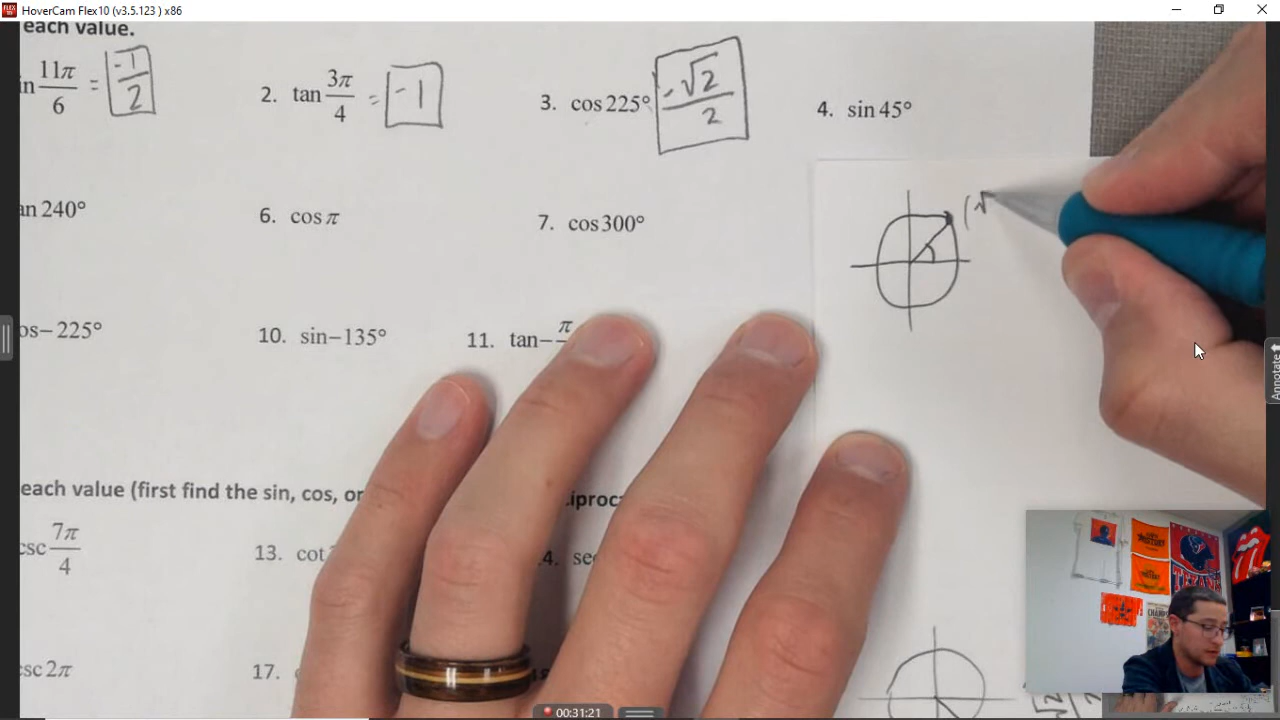 HoverCam Flex10 (v3.5.123 ) x86
each value.
in 11π/6 = -1/2
2. tan 3π/4 = -1
3. cos 225° -√2/2
4. sin 45°
(√
an 240°
6. cos π
7. cos 300°
os− 225°
10. sin−135°
11. tan− π
each value (first find the sin, cos, or
iproc
csc 7π/4
13. cot
4. sec
sc 2π
17.
TEXANS
00:31:21
Annotate